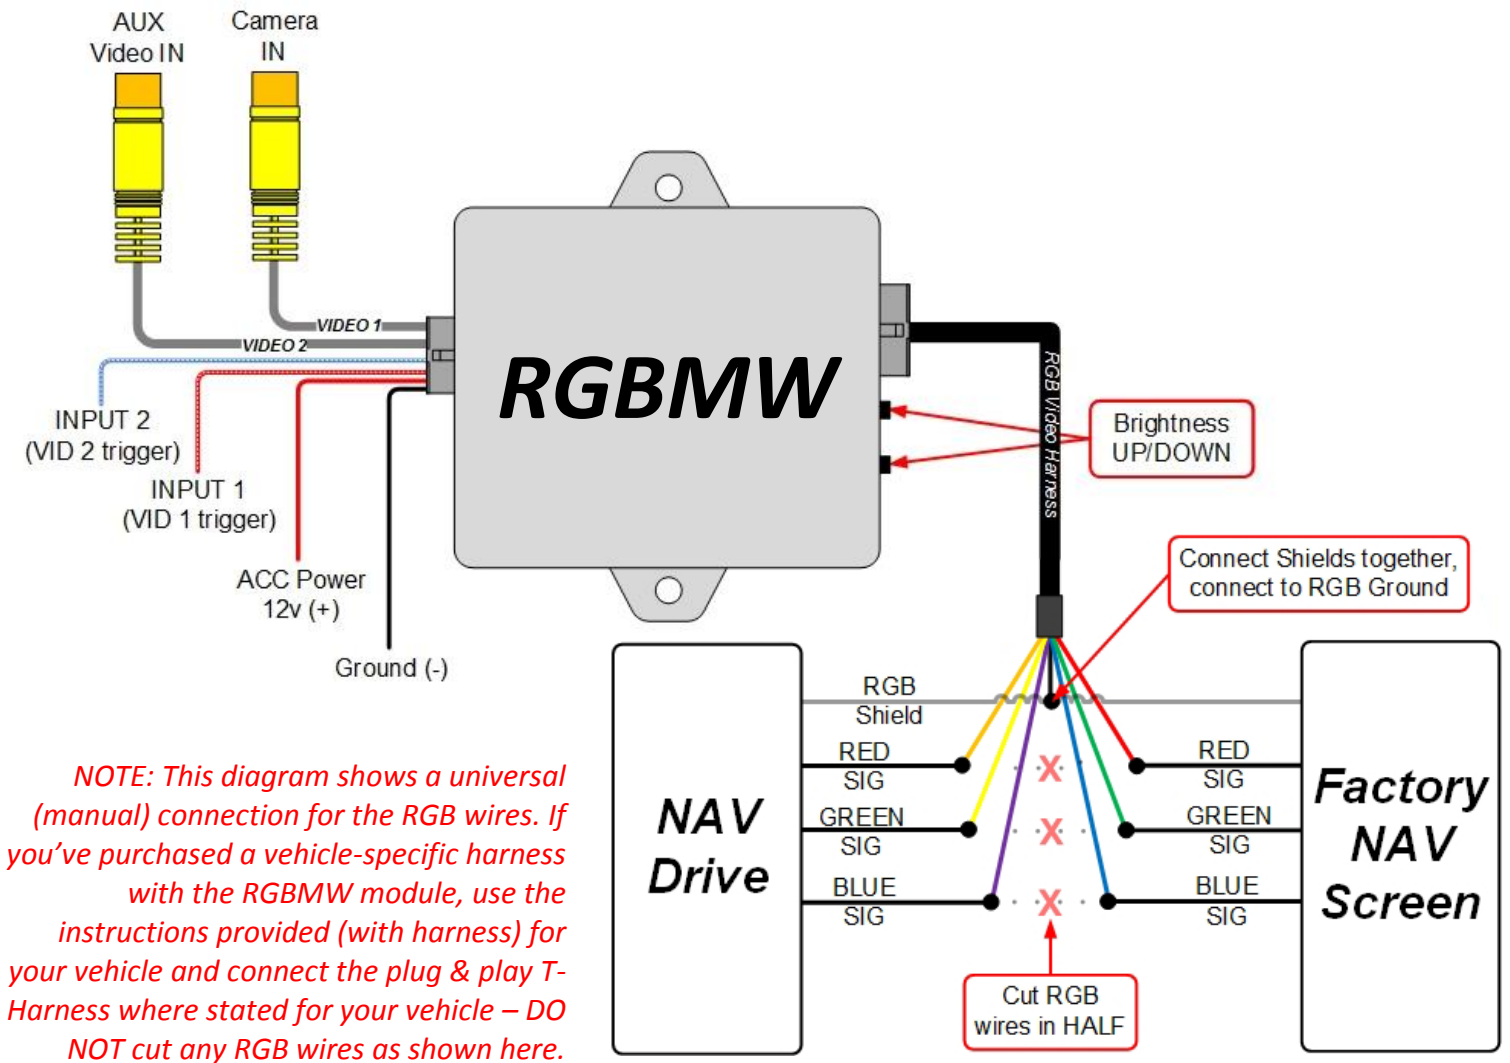 AUX
Video IN
Camera
IN
VIDEO 1
VIDEO 2
INPUT 2
(VID 2 trigger)
INPUT 1
(VID 1 trigger)
ACC Power
12v (+)
Ground (-)
RGBMW
RGB Video Harness
Brightness
UP/DOWN
Connect Shields together,
connect to RGB Ground
NAV
Drive
RGB
Shield
RED
SIG
GREEN
SIG
BLUE
SIG
X
X
X
RED
SIG
GREEN
SIG
BLUE
SIG
Factory
NAV
Screen
Cut RGB
wires in HALF
NOTE: This diagram shows a universal
(manual) connection for the RGB wires. If
you’ve purchased a vehicle-specific harness
with the RGBMW module, use the
instructions provided (with harness) for
your vehicle and connect the plug & play T-
Harness where stated for your vehicle – DO
NOT cut any RGB wires as shown here.